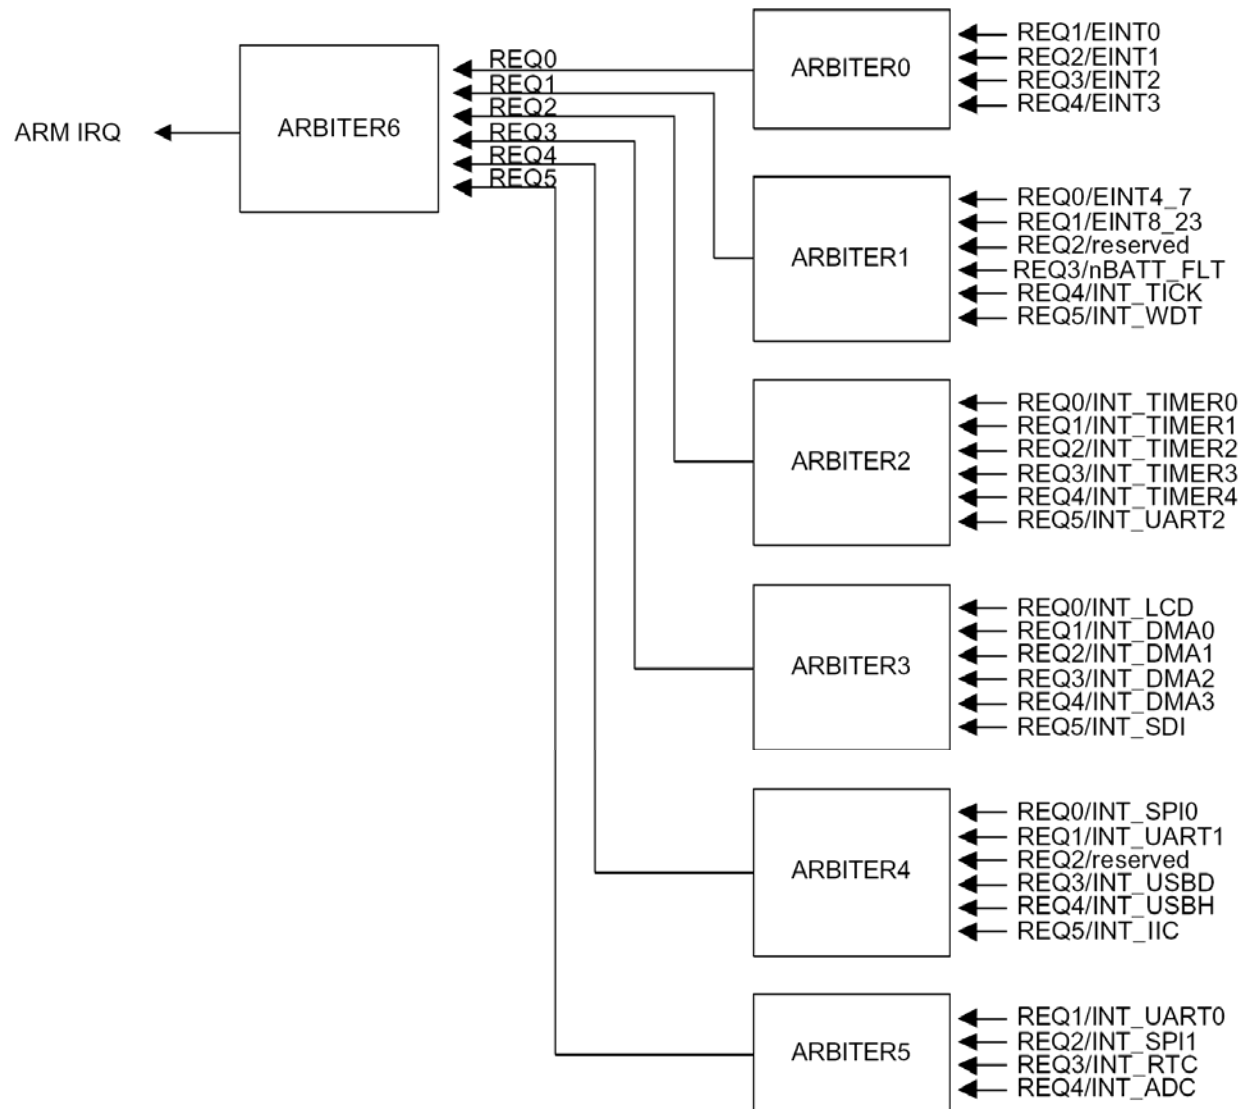 ARM IRQ
ARBITER6
REQ0
REQ1
REQ2
REQ3
REQ4
REQ5
ARBITER0
REQ1/EINT0
REQ2/EINT1
REQ3/EINT2
REQ4/EINT3
ARBITER1
REQ0/EINT4_7
REQ1/EINT8_23
REQ2/reserved
REQ3/nBATT_FLT
REQ4/INT_TICK
REQ5/INT_WDT
ARBITER2
REQ0/INT_TIMER0
REQ1/INT_TIMER1
REQ2/INT_TIMER2
REQ3/INT_TIMER3
REQ4/INT_TIMER4
REQ5/INT_UART2
ARBITER3
REQ0/INT_LCD
REQ1/INT_DMA0
REQ2/INT_DMA1
REQ3/INT_DMA2
REQ4/INT_DMA3
REQ5/INT_SDI
ARBITER4
REQ0/INT_SPI0
REQ1/INT_UART1
REQ2/reserved
REQ3/INT_USBD
REQ4/INT_USBH
REQ5/INT_IIC
ARBITER5
REQ1/INT_UART0
REQ2/INT_SPI1
REQ3/INT_RTC
REQ4/INT_ADC